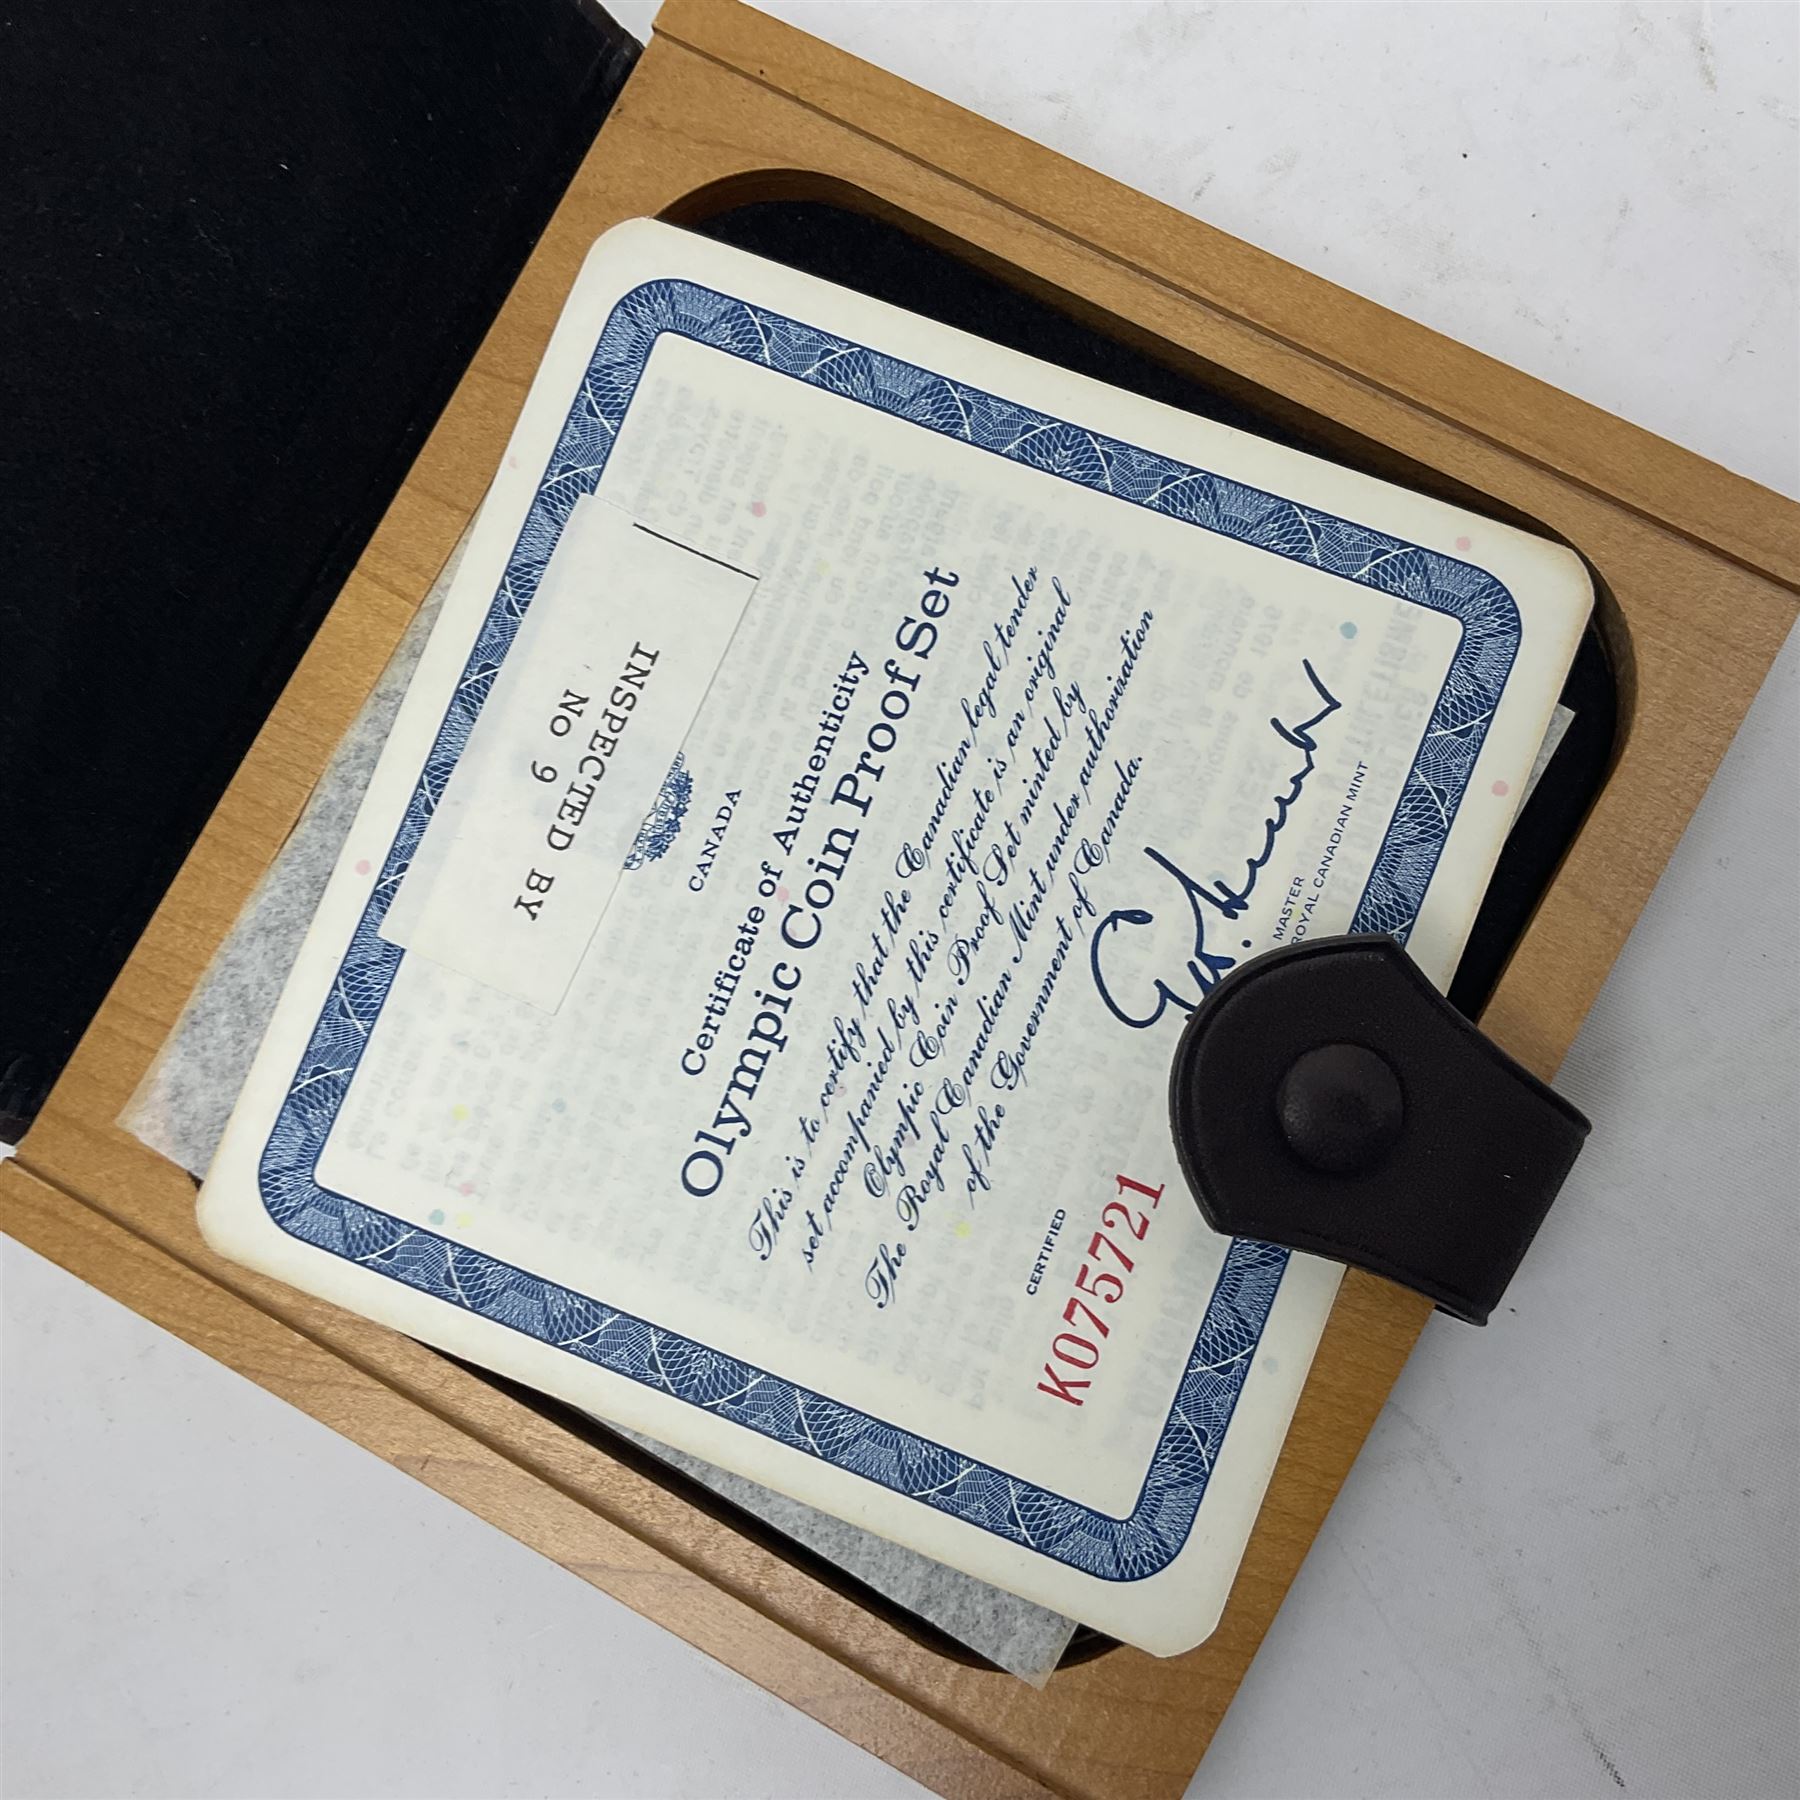 INSPECTED BY
NO 9
CANADA
Certificate of Authenticity
Olympic Coin Proof Set
This is to certify that the Canadian legal tender
set accompanied by this certificate is an original
Olympic Coin Proof Set minted by
The Royal Canadian Mint under authorization
of the Government of Canada.
MASTER
ROYAL CANADIAN MINT
CERTIFIED
K075721